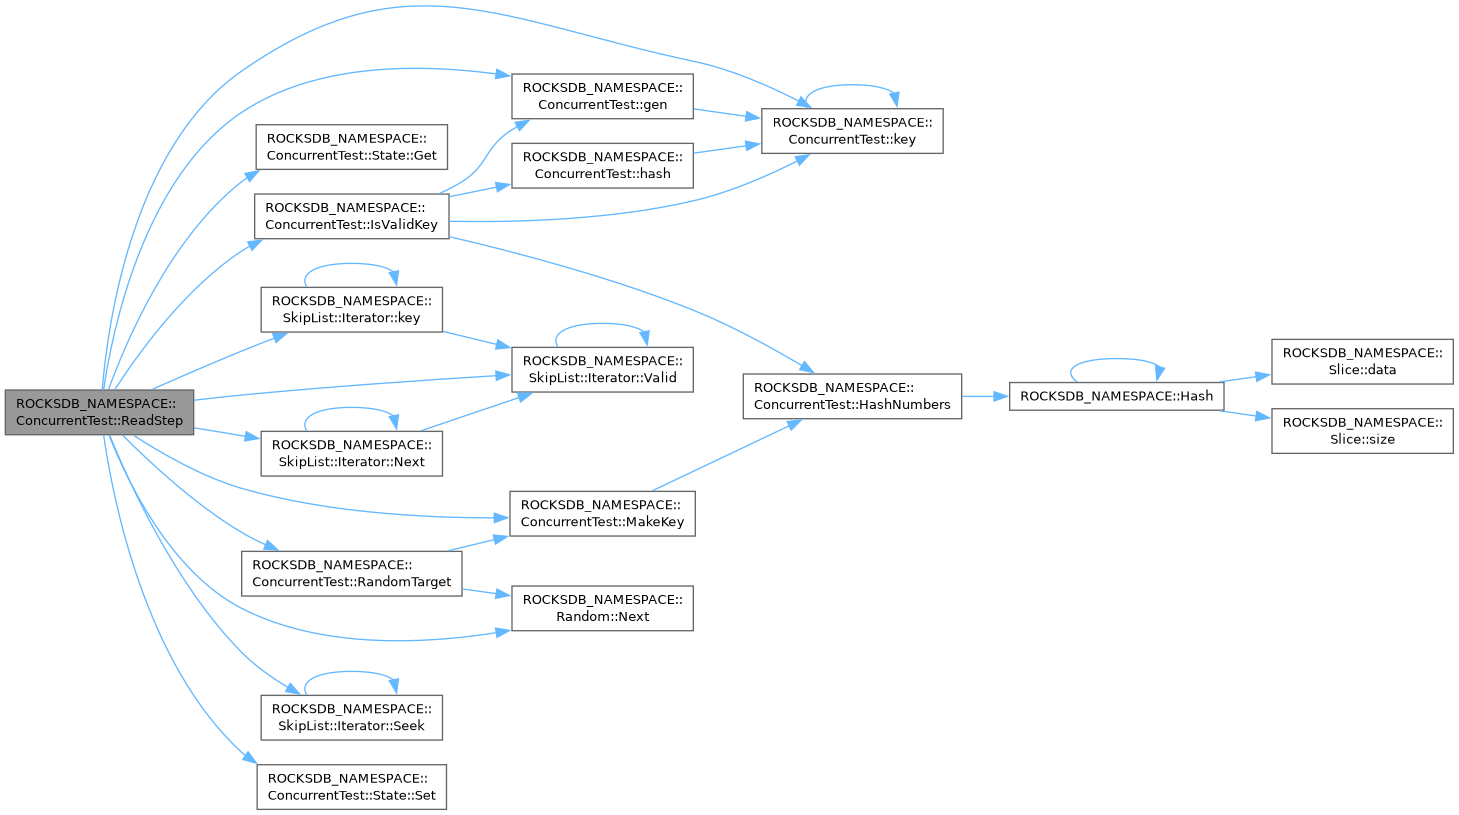 ROCKSDB_NAMESPACE::
ConcurrentTest::ReadStep
ROCKSDB_NAMESPACE::
ConcurrentTest::State::Get
ROCKSDB_NAMESPACE::
ConcurrentTest::IsValidKey
ROCKSDB_NAMESPACE::
SkipList::Iterator::key
ROCKSDB_NAMESPACE::
SkipList::Iterator::Next
ROCKSDB_NAMESPACE::
ConcurrentTest::RandomTarget
ROCKSDB_NAMESPACE::
SkipList::Iterator::Seek
ROCKSDB_NAMESPACE::
ConcurrentTest::State::Set
ROCKSDB_NAMESPACE::
ConcurrentTest::gen
ROCKSDB_NAMESPACE::
ConcurrentTest::hash
ROCKSDB_NAMESPACE::
SkipList::Iterator::Valid
ROCKSDB_NAMESPACE::
ConcurrentTest::MakeKey
ROCKSDB_NAMESPACE::
Random::Next
ROCKSDB_NAMESPACE::
ConcurrentTest::key
ROCKSDB_NAMESPACE::
ConcurrentTest::HashNumbers
ROCKSDB_NAMESPACE::Hash
ROCKSDB_NAMESPACE::
Slice::data
ROCKSDB_NAMESPACE::
Slice::size